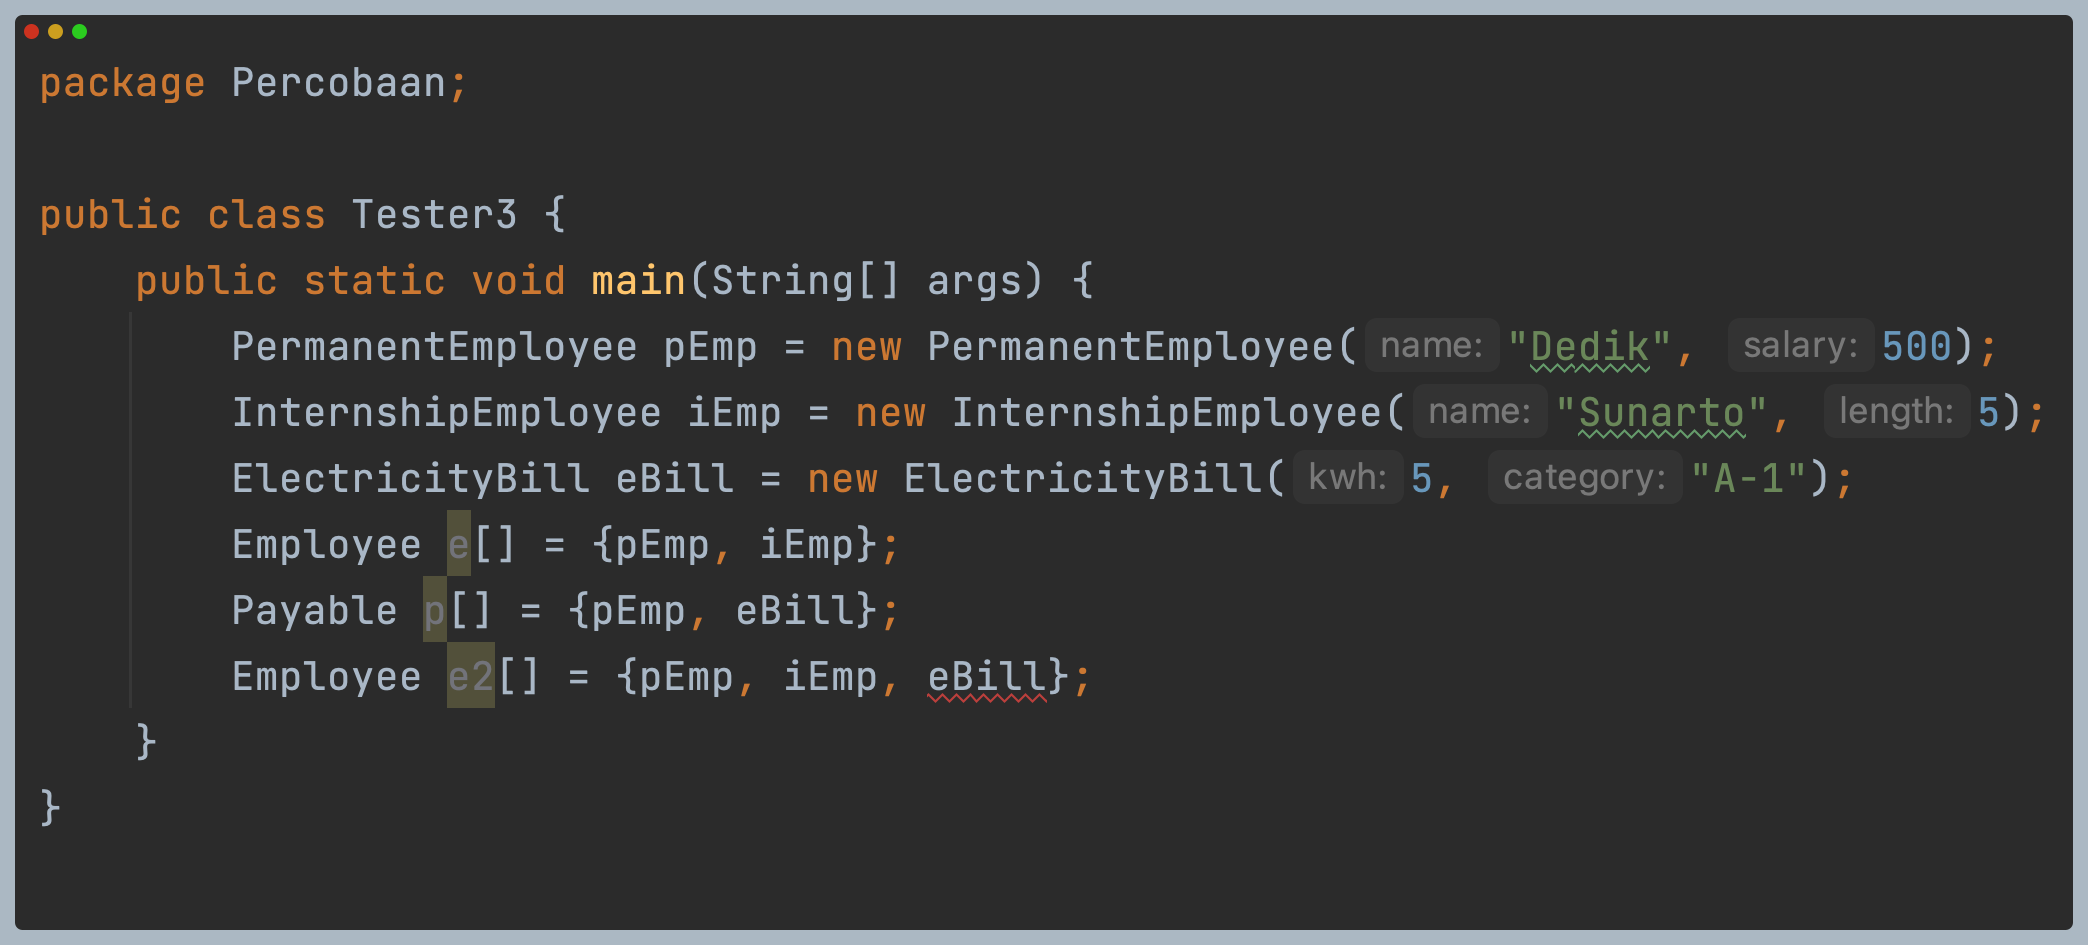 package Percobaan;
public class Tester3 {
public static void main(String[] args) {
PermanentEmployee pEmp = new PermanentEmployee( name: "Dedik", salary: 500);
InternshipEmployee iEmp = new InternshipEmployee( name: "Sunarto", length: 5);
ElectricityBill eBill = new ElectricityBill( kwh: 5, category: "A-1");
Employee e[] = {pEmp, iEmp};
Payable p[] = {pEmp, eBill};
Employee e2[] = {pEmp, iEmp, eBill};
}
}